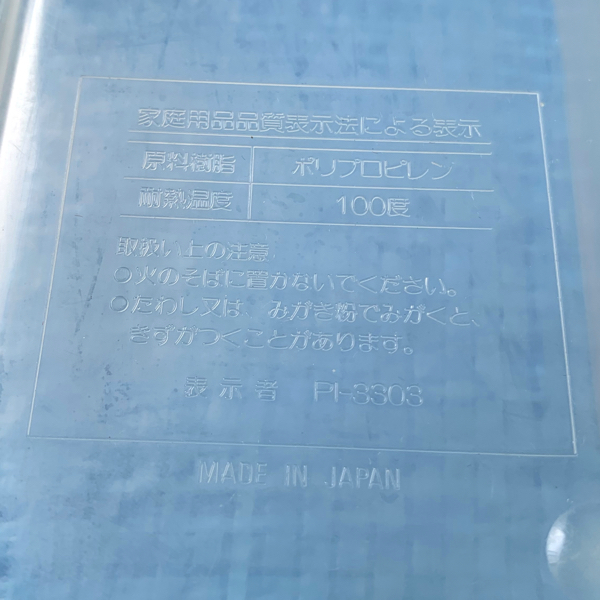 家庭用品品質表示法による表示
原料樹脂 ポリプロピレン
耐熱温度 100度
取扱い上の注意
○火のそばに置かないでください。
○たわし又は、みがき粉でみがくと、
きずがつくことがあります。
表示者 PI-3303
MADE IN JAPAN